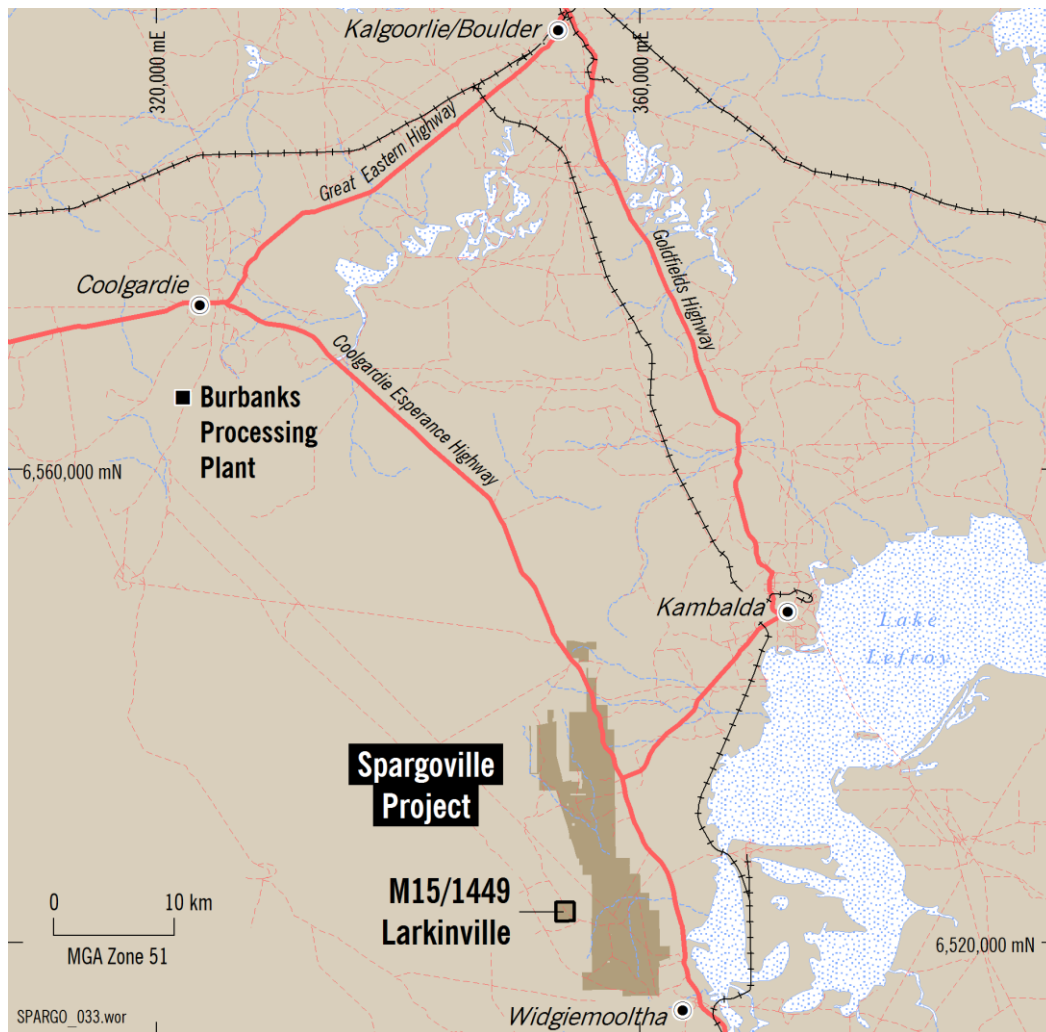 Kalgoorlie/Boulder
320,000 mE
360,000 mE
Great Eastern Highway
Goldfields Highway
Coolgardie
Coolgardie Esperance Highway
Burbanks
Processing
Plant
6,560,000 mN
Kambalda
Lake
Lefroy
Spargoville
Project
M15/1449
Larkinville
0 10 km
MGA Zone 51
6,520,000 mN
Widgiemooltha
SPARGO_033.wor